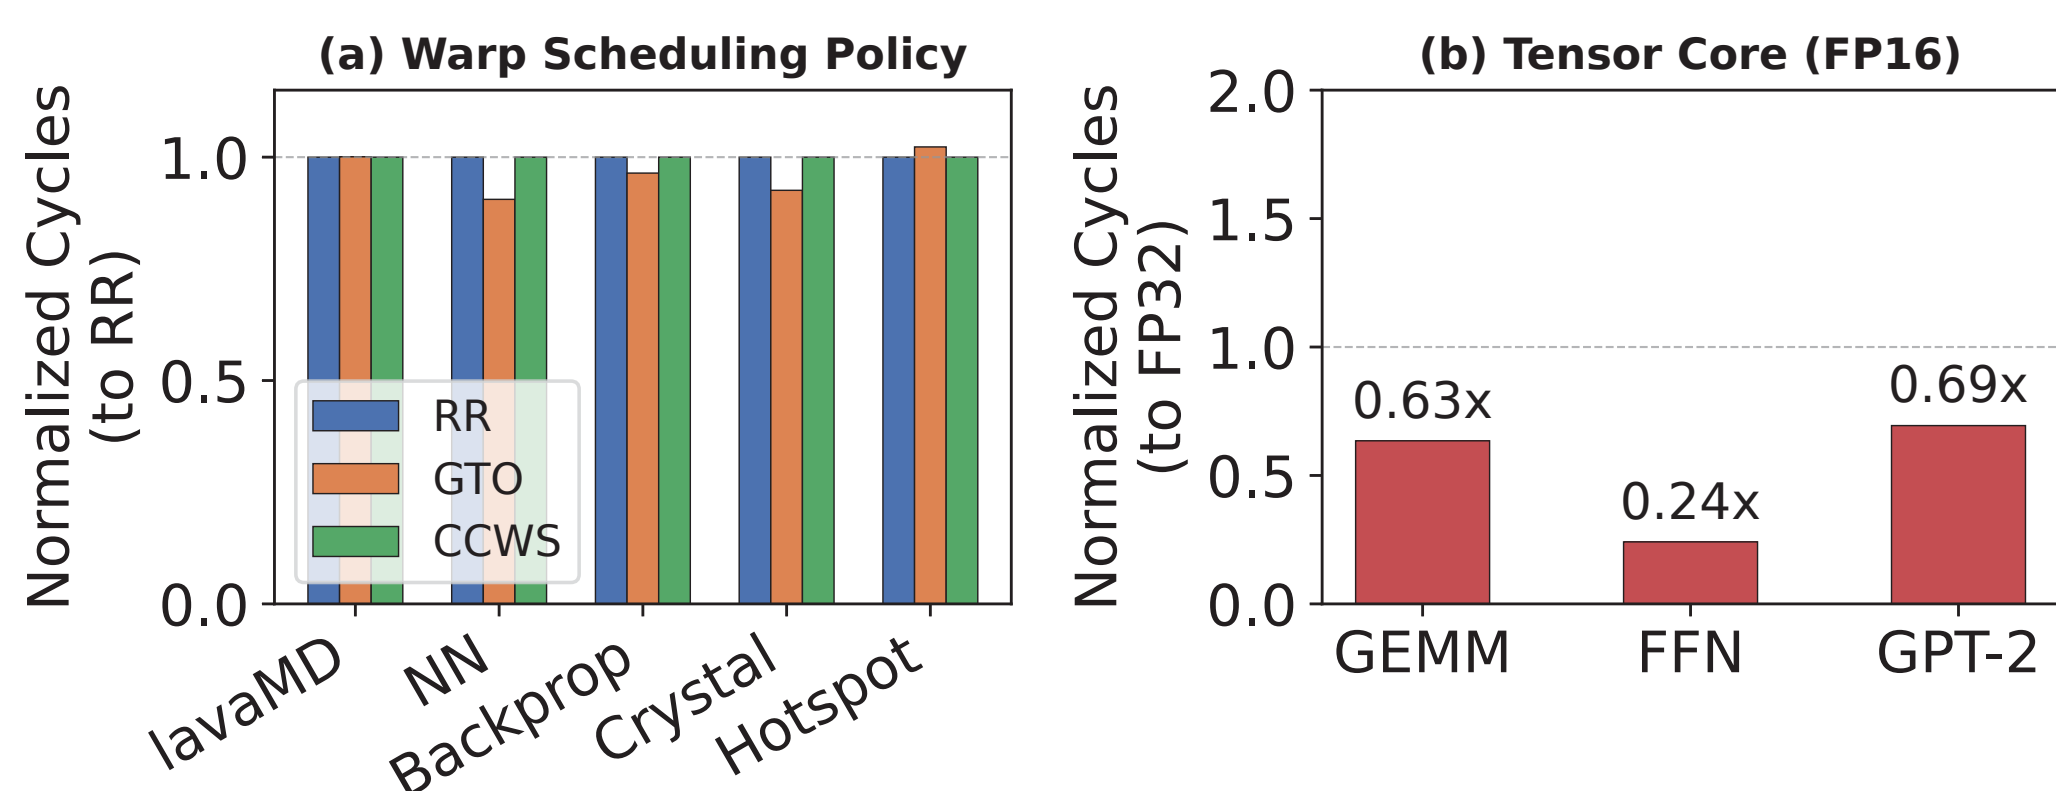 (a) Warp Scheduling Policy
Normalized Cycles
(to RR)
1.0
0.5
0.0
RR
GTO
CCWS
lavaMD
NN
Backprop
Crystal
Hotspot
(b) Tensor Core (FP16)
Normalized Cycles
(to FP32)
2.0
1.5
1.0
0.5
0.0
0.63x
0.24x
0.69x
GEMM
FFN
GPT-2